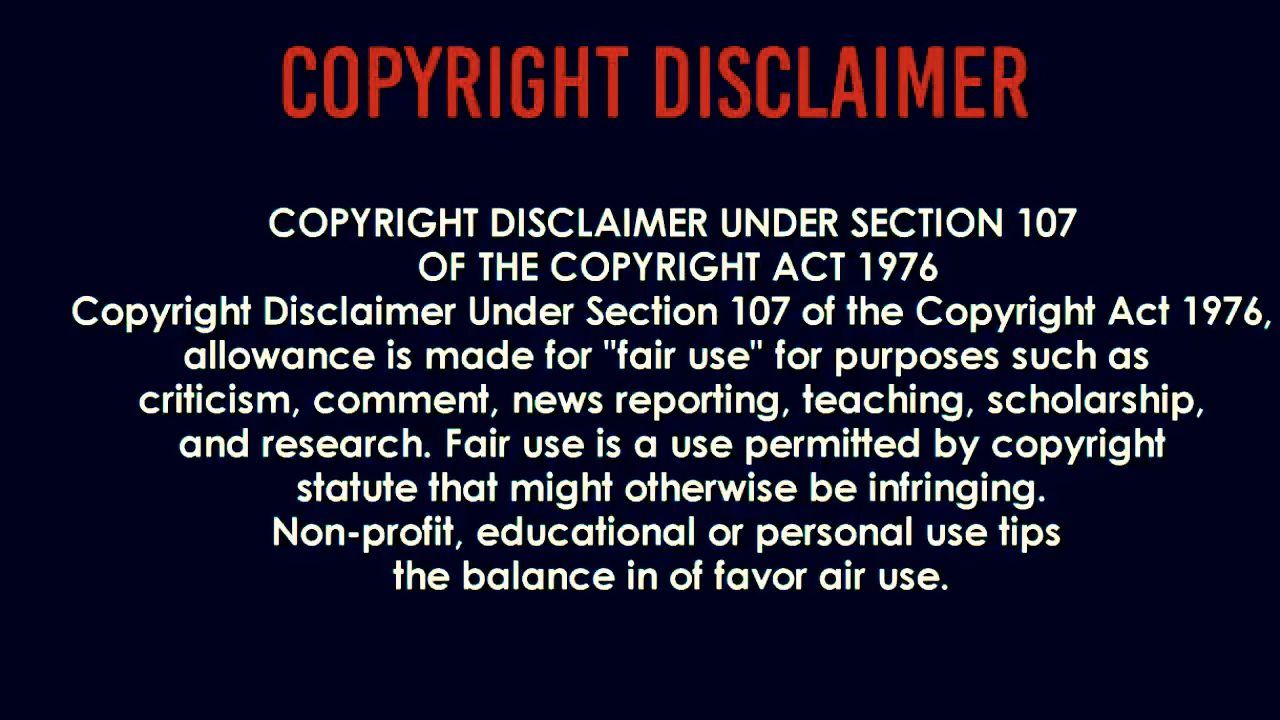 COPYRIGHT DISCLAIMER
COPYRIGHT DISCLAIMER UNDER SECTION 107
OF THE COPYRIGHT ACT 1976
Copyright Disclaimer Under Section 107 of the Copyright Act 1976,
allowance is made for "fair use" for purposes such as
criticism, comment, news reporting, teaching, scholarship,
and research. Fair use is a use permitted by copyright
statute that might otherwise be infringing.
Non-profit, educational or personal use tips
the balance in of favor air use.